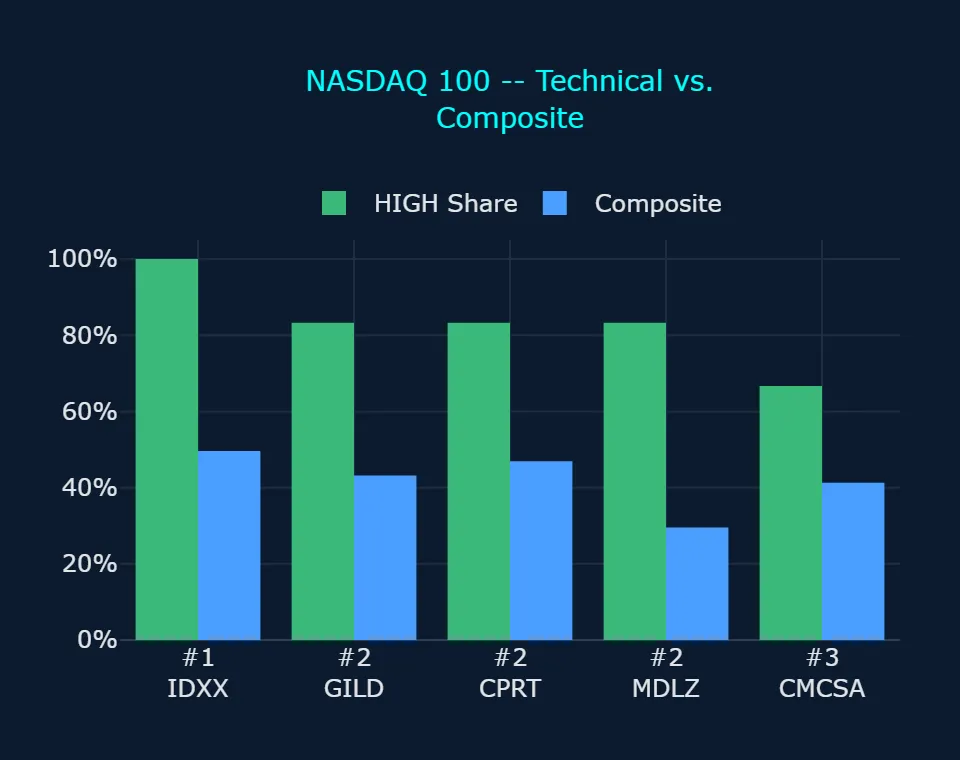 NASDAQ 100 -- Technical vs.
Composite
HIGH Share Composite
100%
80%
60%
40%
20%
0%
#1 #2 #2 #2 #3
IDXX GILD CPRT MDLZ CMCSA